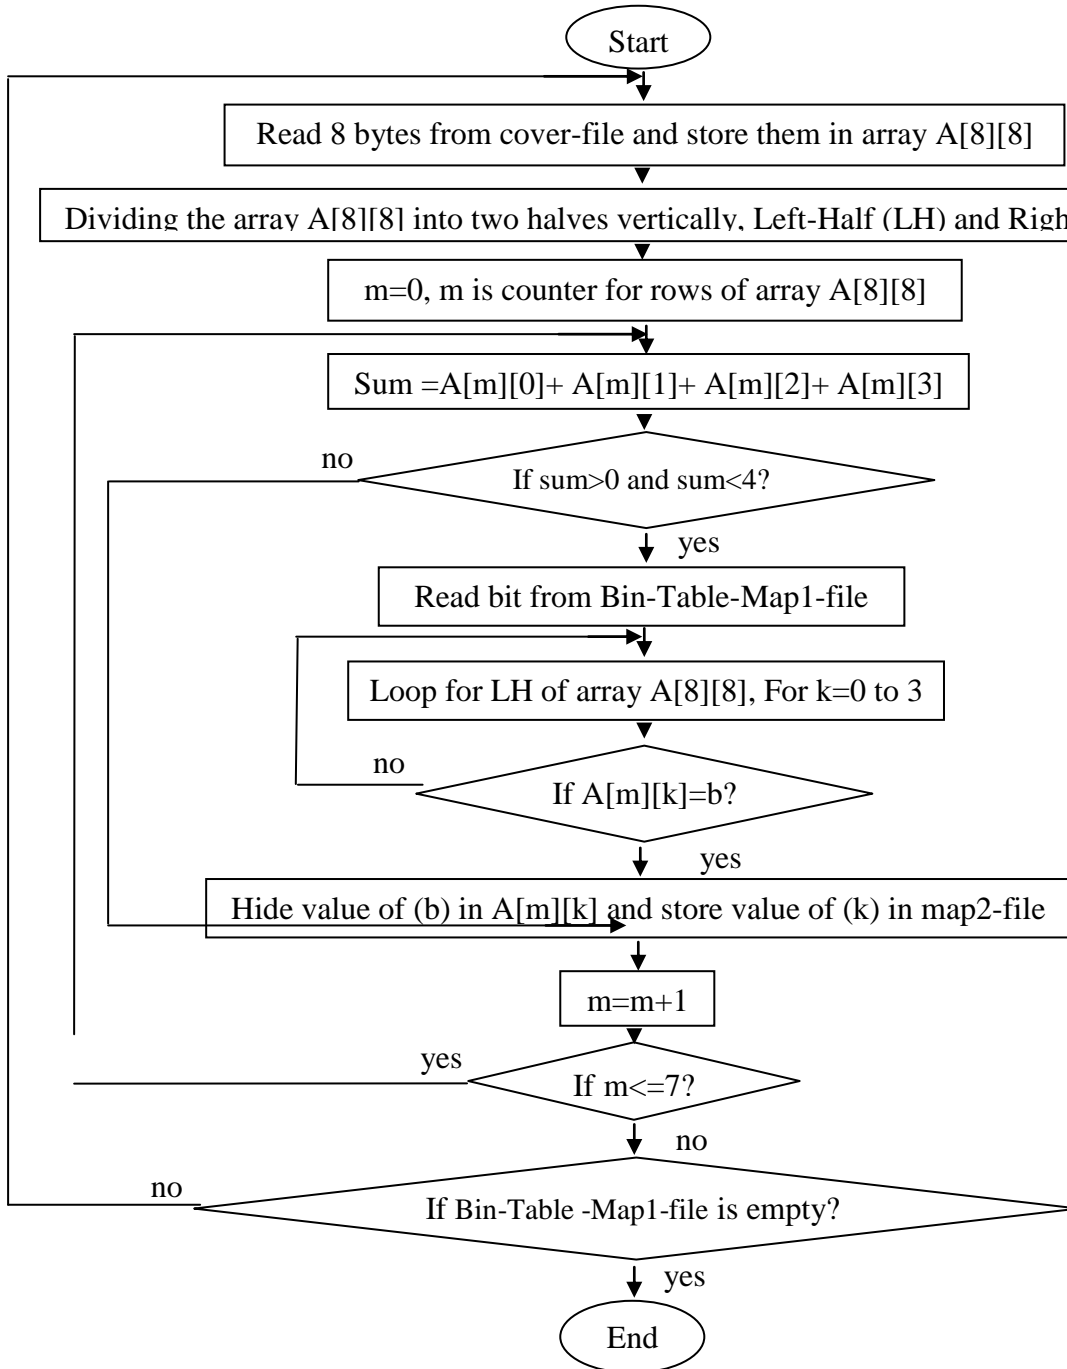 Start
Read 8 bytes from cover-file and store them in array A[8][8]
Dividing the array A[8][8] into two halves vertically, Left-Half (LH) and Righ
m=0, m is counter for rows of array A[8][8]
Sum =A[m][0]+ A[m][1]+ A[m][2]+ A[m][3]
no
If sum>0 and sum<4?
yes
Read bit from Bin-Table-Map1-file
Loop for LH of array A[8][8], For k=0 to 3
no
If A[m][k]=b?
yes
Hide value of (b) in A[m][k] and store value of (k) in map2-file
m=m+1
yes
If m<=7?
no
no
If Bin-Table -Map1-file is empty?
yes
End